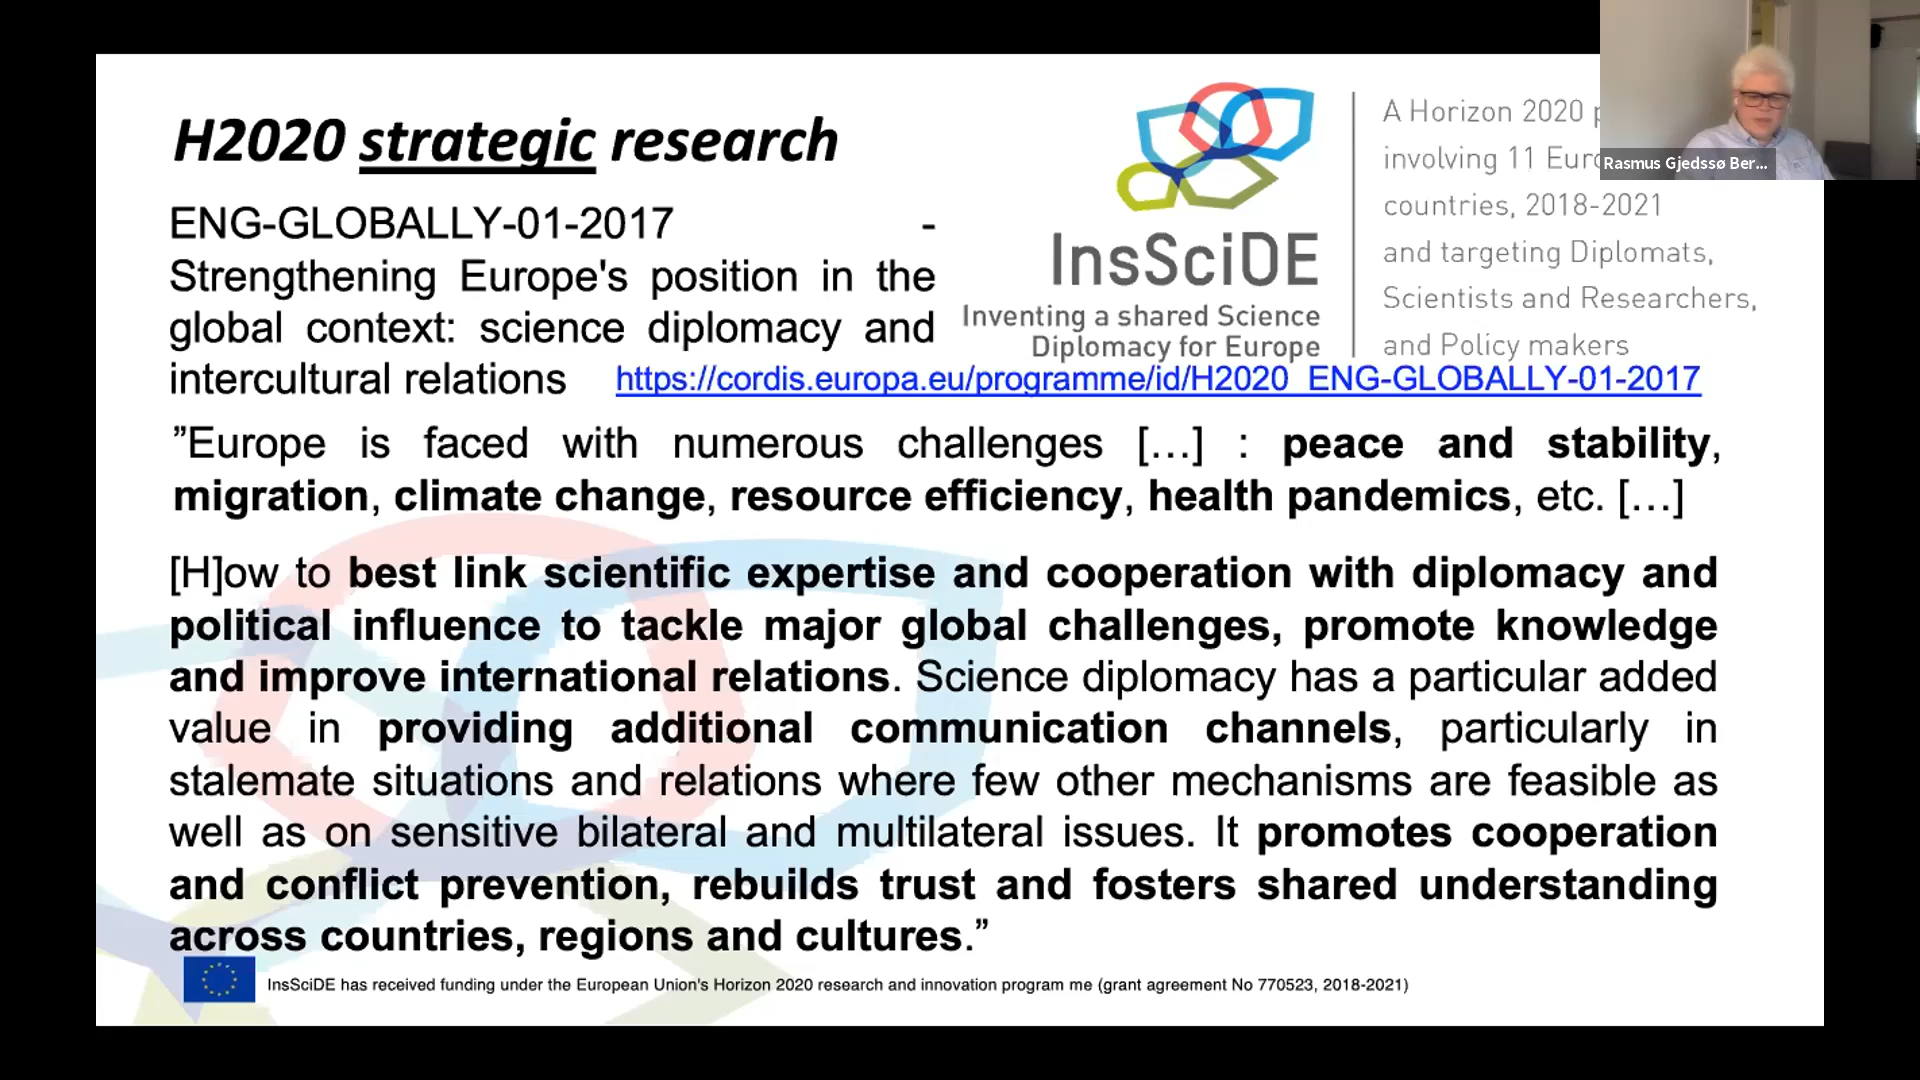 H2020 strategic research
ENG-GLOBALLY-01-2017 -
Strengthening Europe's position in the
global context: science diplomacy and
intercultural relations
https://cordis.europa.eu/programme/id/H2020_ENG-GLOBALLY-01-2017
InsSciDE
Inventing a shared Science
Diplomacy for Europe
A Horizon 2020
involving 11
countries, 2018-2021
and targeting Diplomats,
Scientists and Researchers,
and Policy makers
Rasmus Gjedssø Ber...
”Europe is faced with numerous challenges […] : peace and stability,
migration, climate change, resource efficiency, health pandemics, etc. […]
[H]ow to best link scientific expertise and cooperation with diplomacy and
political influence to tackle major global challenges, promote knowledge
and improve international relations. Science diplomacy has a particular added
value in providing additional communication channels, particularly in
stalemate situations and relations where few other mechanisms are feasible as
well as on sensitive bilateral and multilateral issues. It promotes cooperation
and conflict prevention, rebuilds trust and fosters shared understanding
across countries, regions and cultures.”
InsSciDE has received funding under the European Union's Horizon 2020 research and innovation program me (grant agreement No 770523, 2018-2021)